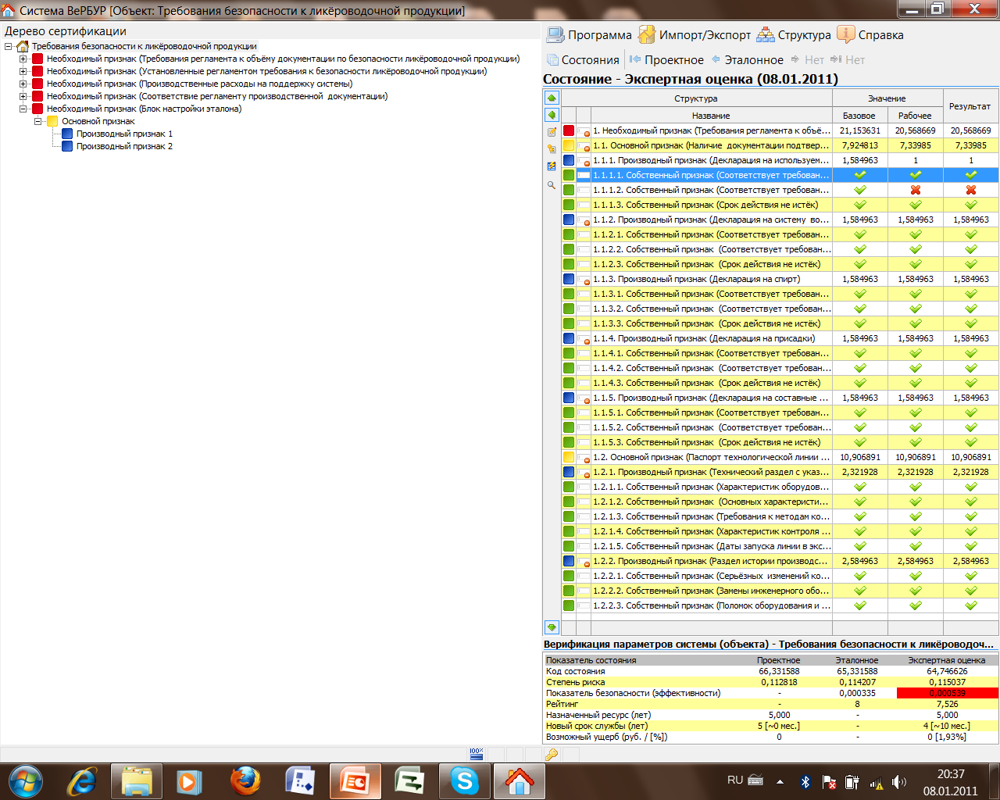 Система ВеРБУР [Объект: Требования безопасности к ликёроводочной продукции]
Дерево сертификации
Требования безопасности к ликёроводочной продукции
Необходимый признак (Требования регламента к объёму документации по безопасности ликёроводочной продукции)
Необходимый признак (Установленные регламентом требования к безопасности ликёроводочной продукции)
Необходимый признак (Производственные расходы на поддержку системы)
Необходимый признак (Соответствие регламенту производственной документации)
Необходимый признак (Блок настройки эталона)
Основной признак
Производный признак 1
Производный признак 2
Программа Импорт/Экспорт Структура Справка
Состояния Проектное Эталонное Нет Нет
Состояние - Экспертная оценка (08.01.2011)
Структура Значение Результат
Название Базовое Рабочее
1. Необходимый признак (Требования регламента к объё... 21,153631 20,568669 20,568669
1.1. Основной признак (Наличие документации подтвер... 7,924813 7,33985 7,33985
1.1.1. Производный признак (Декларация на используем... 1,584963 1 1
1.1.1.1. Собственный признак (Соответствует требован...
1.1.1.2. Собственный признак (Соответствует требован...
1.1.1.3. Собственный признак (Срок действия не истёк)
1.1.2. Производный признак (Декларация на систему во... 1,584963 1,584963 1,584963
1.1.2.1. Собственный признак (Соответствует требован...
1.1.2.2. Собственный признак (Соответствует требован...
1.1.2.3. Собственный признак (Срок действия не истёк)
1.1.3. Производный признак (Декларация на спирт) 1,584963 1,584963 1,584963
1.1.3.1. Собственный признак (Соответствует требован...
1.1.3.2. Собственный признак (Соответствует требован...
1.1.3.3. Собственный признак (Срок действия не истёк)
1.1.4. Производный признак (Декларация на присадки) 1,584963 1,584963 1,584963
1.1.4.1. Собственный признак (Соответствует требован...
1.1.4.2. Собственный признак (Соответствует требован...
1.1.4.3. Собственный признак (Срок действия не истёк)
1.1.5. Производный признак (Декларация на составные ... 1,584963 1,584963 1,584963
1.1.5.1. Собственный признак (Соответствует требован...
1.1.5.2. Собственный признак (Соответствует требован...
1.1.5.3. Собственный признак (Срок действия не истёк)
1.2. Основной признак (Паспорт технологической линии ... 10,906891 10,906891 10,906891
1.2.1. Производный признак (Технический раздел с указ... 2,321928 2,321928 2,321928
1.2.1.1. Собственный признак (Характеристик оборудов...
1.2.1.2. Собственный признак (Основных характеристи...
1.2.1.3. Собственный признак (Требования к методам ко...
1.2.1.4. Собственный признак (Характеристик контроля ...
1.2.1.5. Собственный признак (Даты запуска линии в экс...
1.2.2. Производный признак (Раздел истории производс... 2,584963 2,584963 2,584963
1.2.2.1. Собственный признак (Серьёзных изменений ко...
1.2.2.2. Собственный признак (Замены инженерного обо...
1.2.2.3. Собственный признак (Поломок оборудования и ...
Верификация параметров системы (объекта) - Требования безопасности к ликёроводоч...
Показатель состояния Проектное Эталонное Экспертная оценка
Код состояния 66,331588 65,331588 64,746626
Степень риска 0,112818 0,114207 0,115037
Показатель безопасности (эффективности) - 0,000335 0,000539
Рейтинг - 8 7,526
Назначенный ресурс (лет) 5,000 - 5,000
Новый срок службы (лет) 5 [~0 мес.] - 4 [~10 мес.]
Возможный ущерб (руб. / [%]) 0 - 0 [1,93%]
100%
RU 20:37
08.01.2011